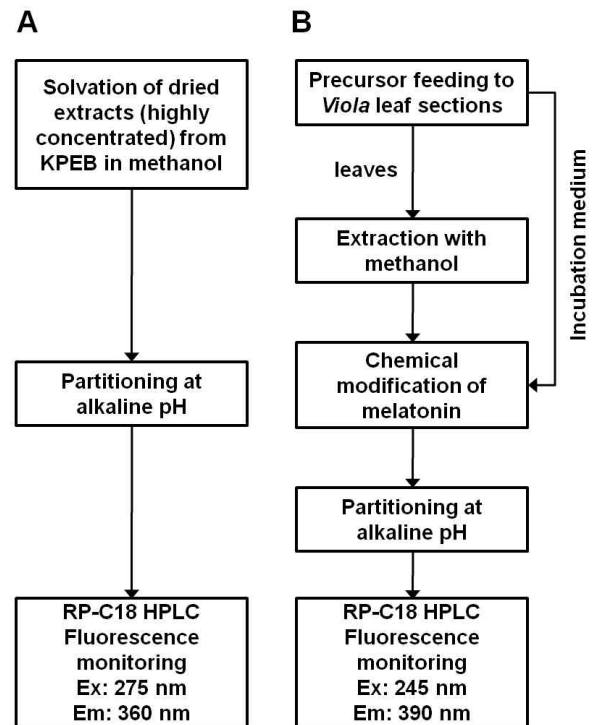 A
Solvation of dried
extracts (highly
concentrated) from
KPEB in methanol
Partitioning at
alkaline pH
RP-C18 HPLC
Fluorescence
monitoring
Ex: 275 nm
Em: 360 nm
B
Precursor feeding to
Viola leaf sections
leaves
Incubation medium
Extraction with
methanol
Chemical
modification of
melatonin
Partitioning at
alkaline pH
RP-C18 HPLC
Fluorescence
monitoring
Ex: 245 nm
Em: 390 nm